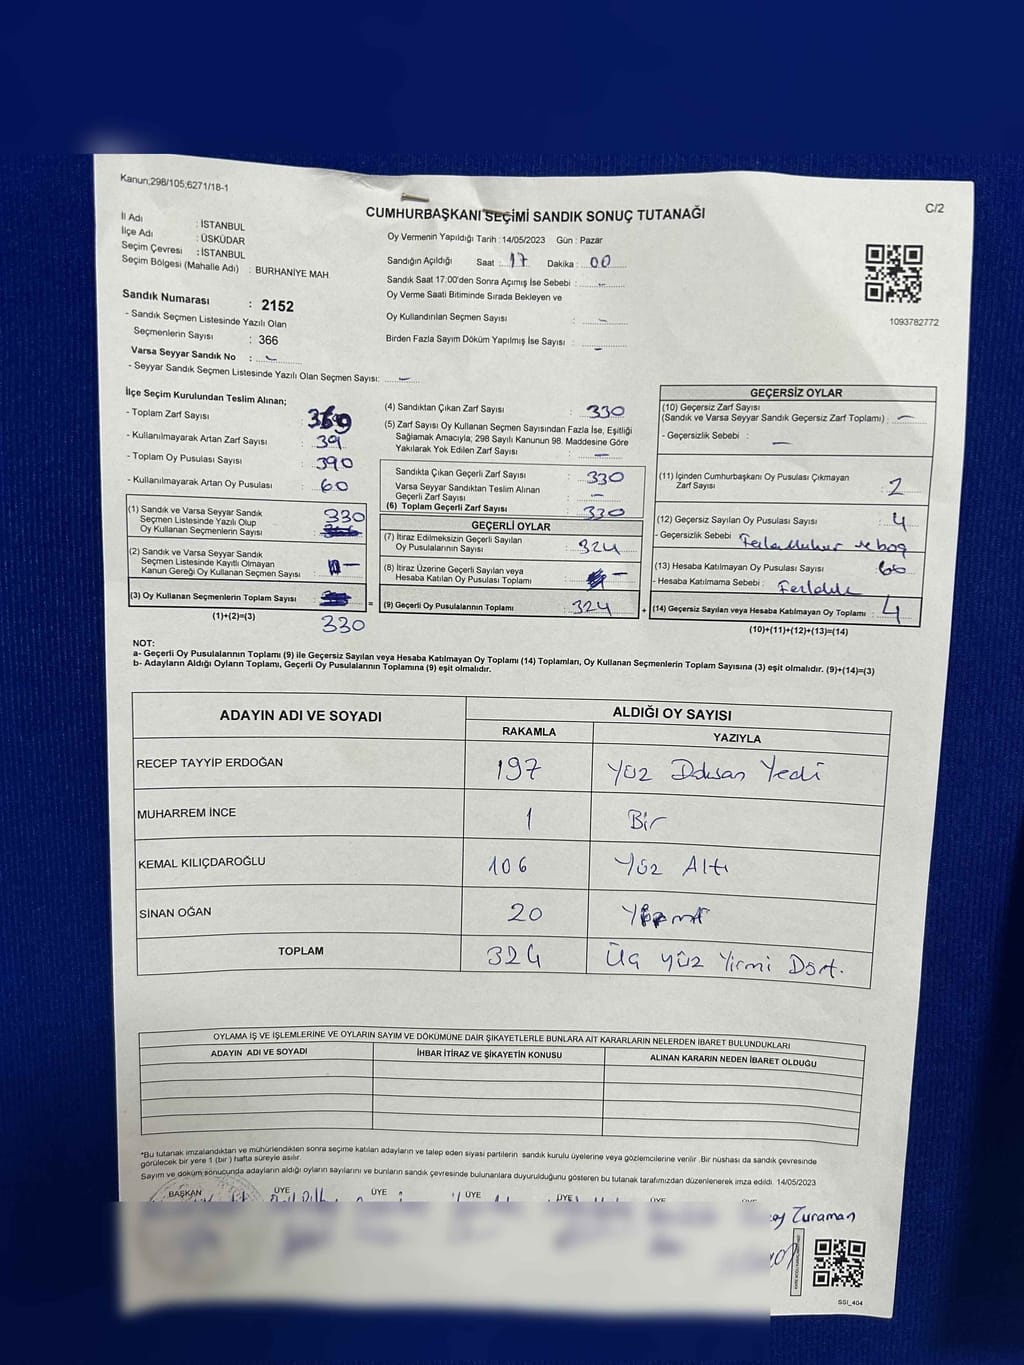 Kanun;298/105;6271/18-1
C/2
CUMHURBAŞKANI SEÇİMİ SANDIK SONUÇ TUTANAĞI
İl Adı : İSTANBUL
İlçe Adı : ÜSKÜDAR
Seçim Çevresi : İSTANBUL
Seçim Bölgesi (Mahalle Adı) : BURHANİYE MAH.
Sandık Numarası : 2152
- Sandık Seçmen Listesinde Yazılı Olan
Seçmenlerin Sayısı : 366
Varsa Seyyar Sandık No : -
- Seyyar Sandık Seçmen Listesinde Yazılı Olan Seçmen Sayısı: -
Oy Vermenin Yapıldığı Tarih : 14/05/2023 Gün : Pazar
Sandığın Açıldığı Saat : 17 Dakika : 00
Sandık Saat 17:00'den Sonra Açımış İse Sebebi : -
Oy Verme Saati Bitiminde Sırada Bekleyen ve
Oy Kullandırılan Seçmen Sayısı : -
Birden Fazla Sayım Döküm Yapılmış İse Sayısı : -
1093782772
İlçe Seçim Kurulundan Teslim Alınan;
- Toplam Zarf Sayısı : 369
- Kullanılmayarak Artan Zarf Sayısı : 39
- Toplam Oy Pusulası Sayısı : 390
- Kullanılmayarak Artan Oy Pusulası : 60
(1) Sandık ve Varsa Seyyar Sandık
Seçmen Listesinde Yazılı Olup
Oy Kullanan Seçmenlerin Sayısı 330
(2) Sandık ve Varsa Seyyar Sandık
Seçmen Listesinde Kayıtlı Olmayan
Kanun Gereği Oy Kullanan Seçmen Sayısı : -
(3) Oy Kullanan Seçmenlerin Toplam Sayısı :
(1)+(2)=(3) 330
(4) Sandıktan Çıkan Zarf Sayısı : 330
(5) Zarf Sayısı Oy Kullanan Seçmen Sayısından Fazla İse, Eşitliği
Sağlamak Amacıyla; 298 Sayılı Kanunun 98. Maddesine Göre
Yakılarak Yok Edilen Zarf Sayısı : -
Sandıkta Çıkan Geçerli Zarf Sayısı : 330
Varsa Seyyar Sandıktan Teslim Alınan
Geçerli Zarf Sayısı : -
(6) Toplam Geçerli Zarf Sayısı : 330
GEÇERLİ OYLAR
(7) İtiraz Edilmeksizin Geçerli Sayılan
Oy Pusulalarının Sayısı : 324
(8) İtiraz Üzerine Geçerli Sayılan veya
Hesaba Katılan Oy Pusulası Toplamı : -
= (9) Geçerli Oy Pusulalarının Toplamı : 324
GEÇERSİZ OYLAR
(10) Geçersiz Zarf Sayısı
(Sandık ve Varsa Seyyar Sandık Geçersiz Zarf Toplamı) : -
- Geçersizlik Sebebi : -
(11) İçinden Cumhurbaşkanı Oy Pusulası Çıkmayan
Zarf Sayısı : 2
(12) Geçersiz Sayılan Oy Pusulası Sayısı : 4
- Geçersizlik Sebebi
(13) Hesaba Katılmayan Oy Pusulası Sayısı : 60
- Hesaba Katılmama Sebebi :
+ (14) Geçersiz Sayılan veya Hesaba Katılmayan Oy Toplamı : 4
(10)+(11)+(12)+(13)=(14)
NOT:
a- Geçerli Oy Pusulalarının Toplamı (9) ile Geçersiz Sayılan veya Hesaba Katılmayan Oy Toplamı (14) Toplamları, Oy Kullanan Seçmenlerin Toplam Sayısına (3) eşit olmalıdır. (9)+(14)=(3)
b- Adayların Aldığı Oyların Toplamı, Geçerli Oy Pusulalarının Toplamına (9) eşit olmalıdır.
ADAYIN ADI VE SOYADI ALDIĞI OY SAYISI
RAKAMLA YAZIYLA
RECEP TAYYİP ERDOĞAN 197 Yüz Doksan Yedi
MUHARREM İNCE 1 Bir
KEMAL KILIÇDAROĞLU 106 Yüz Altı
SİNAN OĞAN 20
TOPLAM 324 Üç yüz Yirmi Dört.
OYLAMA İŞ VE İŞLEMLERİNE VE OYLARIN SAYIM VE DÖKÜMÜNE DAİR ŞİKAYETLERLE BUNLARA AİT KARARLARIN NELERDEN İBARET BULUNDUKLARI
ADAYIN ADI VE SOYADI İHBAR İTİRAZ VE ŞİKAYETİN KONUSU ALINAN KARARIN NEDEN İBARET OLDUĞU
*Bu tutanak imzalandıktan ve mühürlendikten sonra seçime katılan adayların ve talep eden siyasi partilerin sandık kurulu üyelerine veya gözlemcilerine verilir .Bir nüshası da sandık çevresinde
görülecek bir yere 1 (bir ) hafta süreyle asılır.
Sayım ve döküm sonucunda adayların aldığı oyların sayılarını ve bunların sandık çevresinde bulunanlara duyurulduğunu gösteren bu tutanak tarafımızdan düzenlenerek imza edildi. 14/05/2023
BAŞKAN ÜYE ÜYE ÜYE ÜYE ÜYE
Turaman
SSI_404